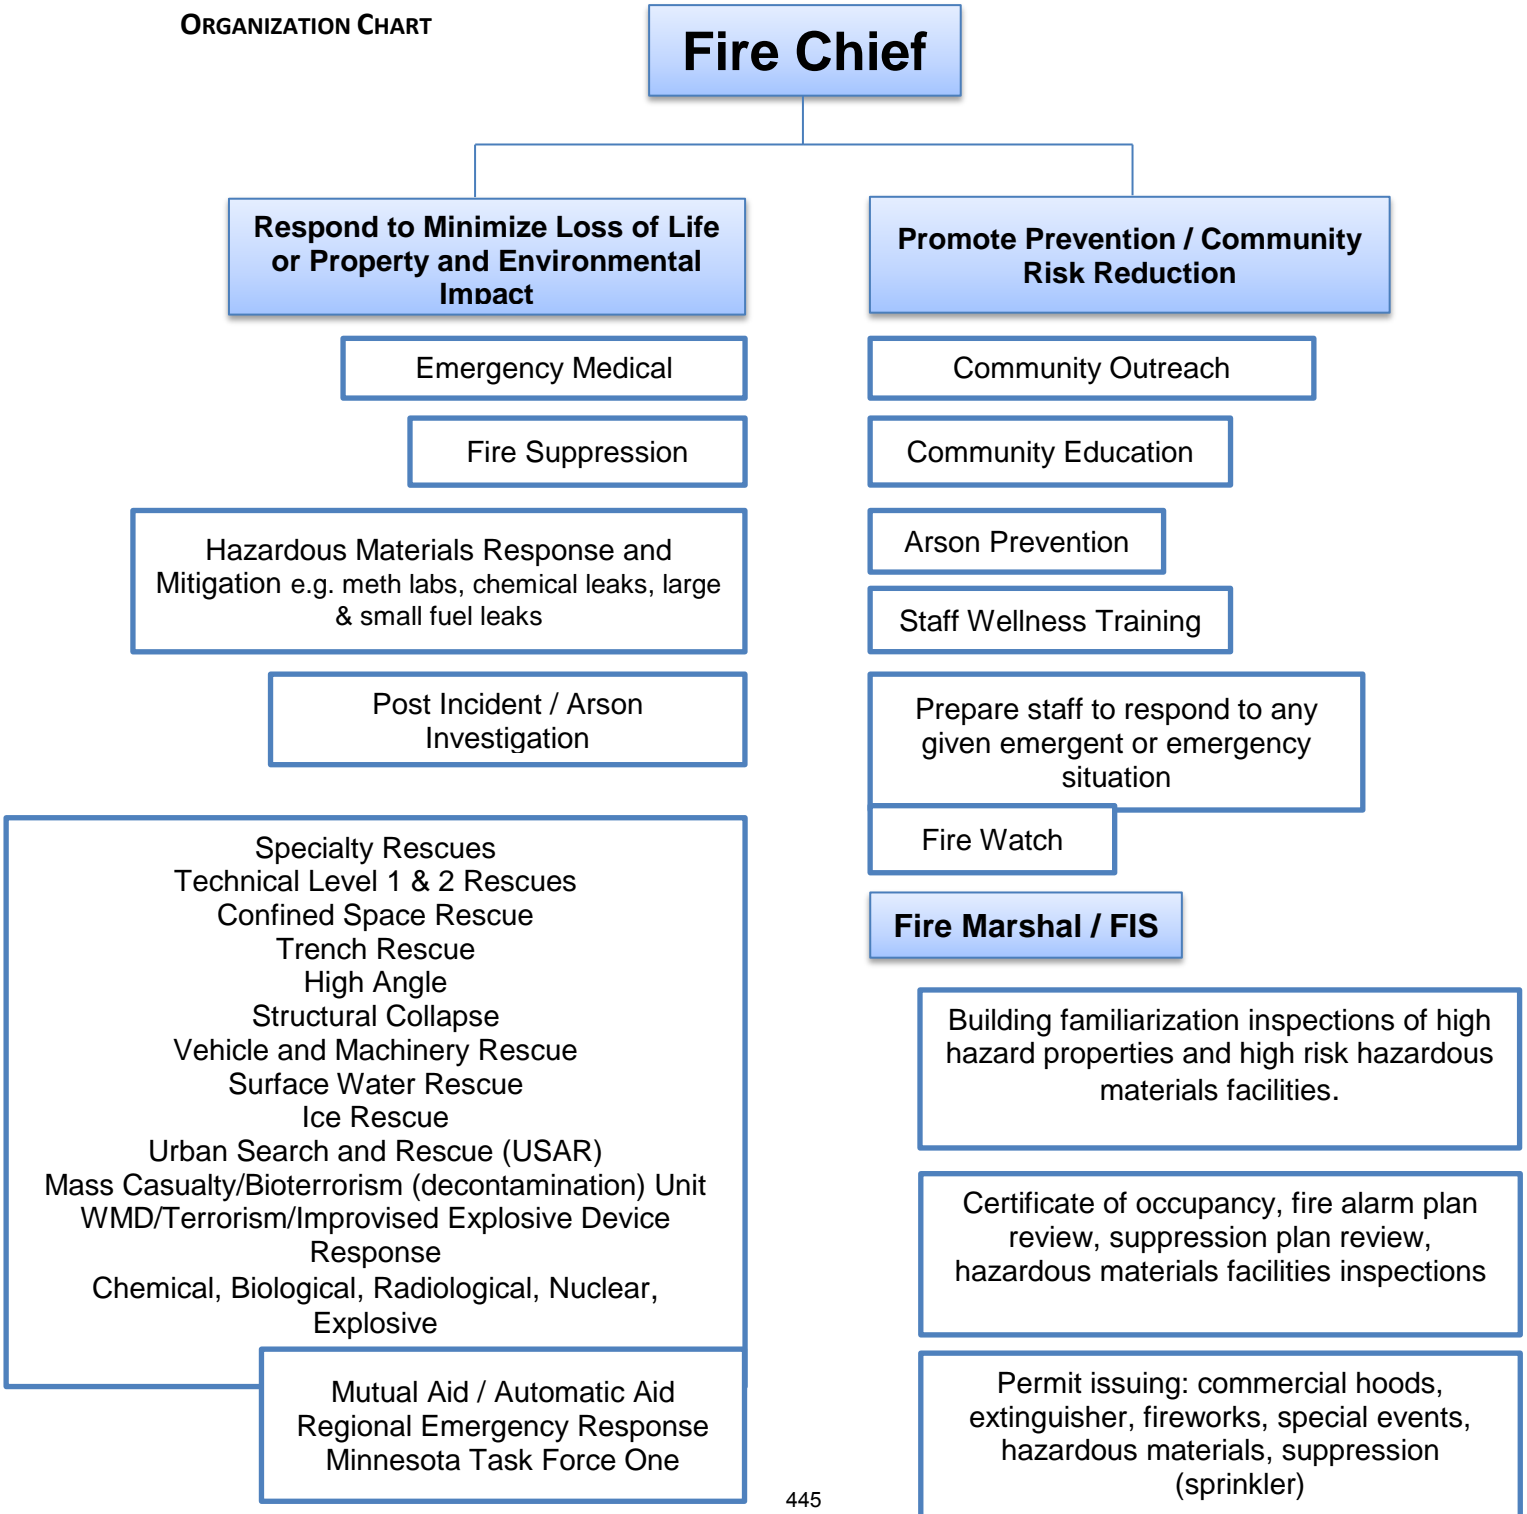 ORGANIZATION CHART
Fire Chief
Respond to Minimize Loss of Life
or Property and Environmental
Impact
Emergency Medical
Fire Suppression
Hazardous Materials Response and
Mitigation e.g. meth labs, chemical leaks, large
& small fuel leaks
Post Incident / Arson
Investigation
Specialty Rescues
Technical Level 1 & 2 Rescues
Confined Space Rescue
Trench Rescue
High Angle
Structural Collapse
Vehicle and Machinery Rescue
Surface Water Rescue
Ice Rescue
Urban Search and Rescue (USAR)
Mass Casualty/Bioterrorism (decontamination) Unit
WMD/Terrorism/Improvised Explosive Device
Response
Chemical, Biological, Radiological, Nuclear,
Explosive
Mutual Aid / Automatic Aid
Regional Emergency Response
Minnesota Task Force One
Promote Prevention / Community
Risk Reduction
Community Outreach
Community Education
Arson Prevention
Staff Wellness Training
Prepare staff to respond to any
given emergent or emergency
situation
Fire Watch
Fire Marshal / FIS
Building familiarization inspections of high
hazard properties and high risk hazardous
materials facilities.
Certificate of occupancy, fire alarm plan
review, suppression plan review,
hazardous materials facilities inspections
Permit issuing: commercial hoods,
extinguisher, fireworks, special events,
hazardous materials, suppression
(sprinkler)
445